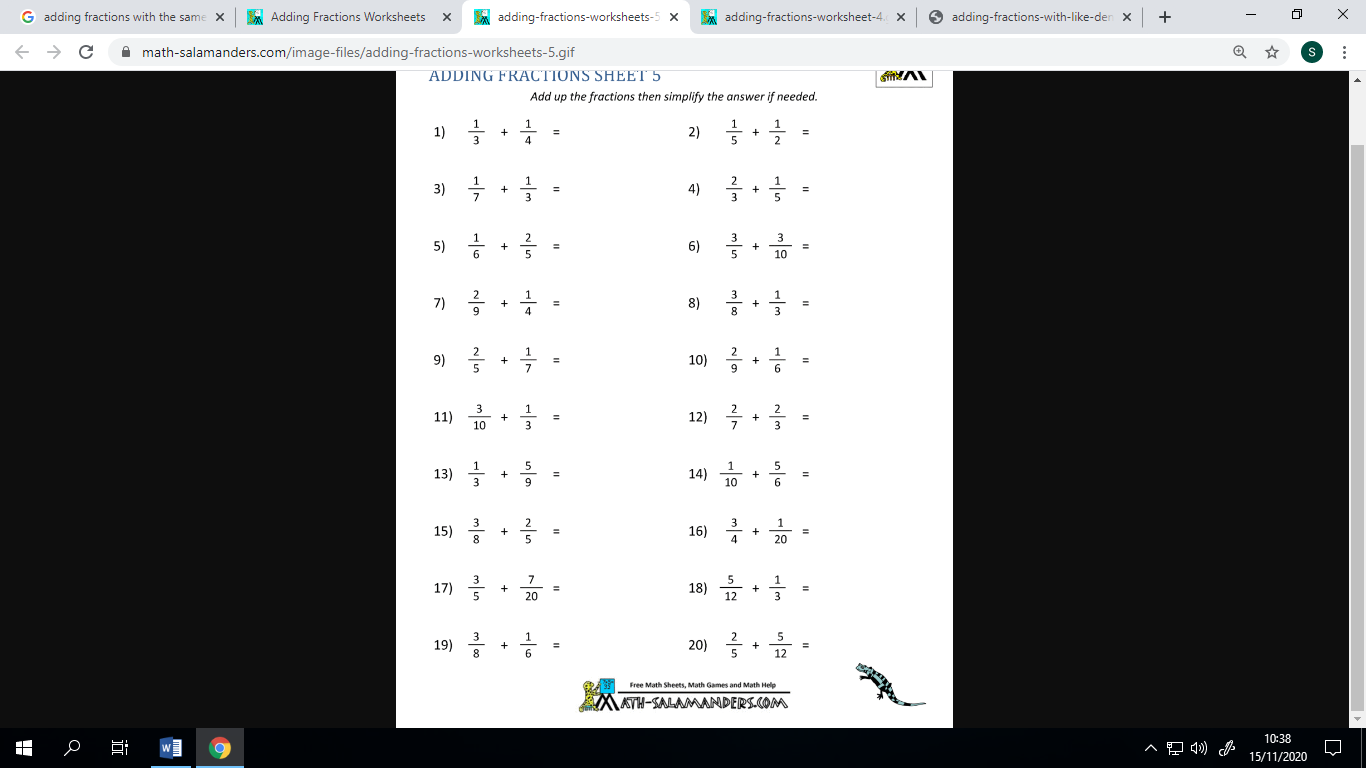 adding fractions with the same
Adding Fractions Worksheets
adding-fractions-worksheets-5
adding-fractions-worksheet-4.
adding-fractions-with-like-den
math-salamanders.com/image-files/adding-fractions-worksheets-5.gif
S
ADDING FRACTIONS SHEET 5
Add up the fractions then simplify the answer if needed.
1) 1/3 + 1/4 =
2) 1/5 + 1/2 =
3) 1/7 + 1/3 =
4) 2/3 + 1/5 =
5) 1/6 + 2/5 =
6) 3/5 + 3/10 =
7) 2/9 + 1/4 =
8) 3/8 + 1/3 =
9) 2/5 + 1/7 =
10) 2/9 + 1/6 =
11) 3/10 + 1/3 =
12) 2/7 + 2/3 =
13) 1/3 + 5/9 =
14) 1/10 + 5/6 =
15) 3/8 + 2/5 =
16) 3/4 + 1/20 =
17) 3/5 + 7/20 =
18) 5/12 + 1/3 =
19) 3/8 + 1/6 =
20) 2/5 + 5/12 =
Free Math Sheets, Math Games and Math Help
MATH-SALAMANDERS.COM
10:38
15/11/2020